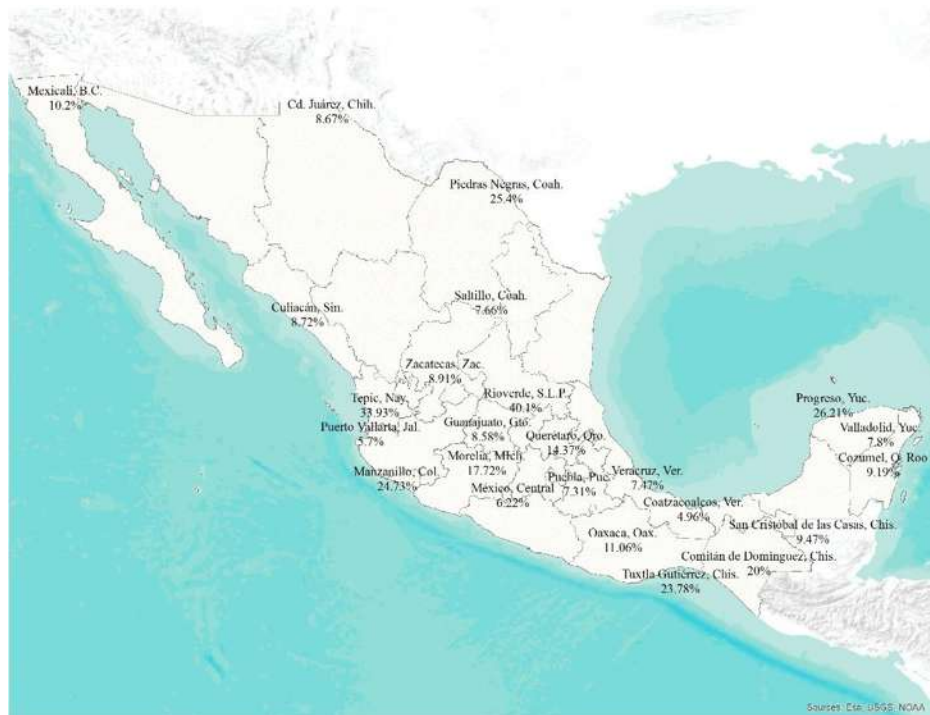 Mexicali, B.C.
10.2%
Cd. Juárez, Chih.
8.67%
Piedras Negras, Coah.
25.4%
Saltillo, Coah.
7.66%
Culiacán, Sin.
8.72%
Zacatecas, Zac.
8.91%
Tepic, Nay.
33.93%
Rioverde, S.L.P.
40.1%
Progreso, Yuc.
26.21%
Puerto Vallarta, Jal.
5.7%
Guanajuato, Gto.
8.58%
Querétaro, Qro.
14.37%
Valladolid, Yuc.
7.8%
Morelia, Mich.
17.72%
Cozumel, Q. Roo
9.19%
Manzanillo, Col.
24.73%
México, Central
6.22%
Puebla, Pue.
7.31%
Veracruz, Ver.
7.47%
Coatzacoalcos, Ver.
4.96%
San Cristobal de las Casas, Chis.
9.47%
Oaxaca, Oax.
11.06%
Comitán de Domínguez, Chis.
20%
Tuxtla Gutiérrez, Chis.
23.78%
Sources: Esri, USGS, NOAA